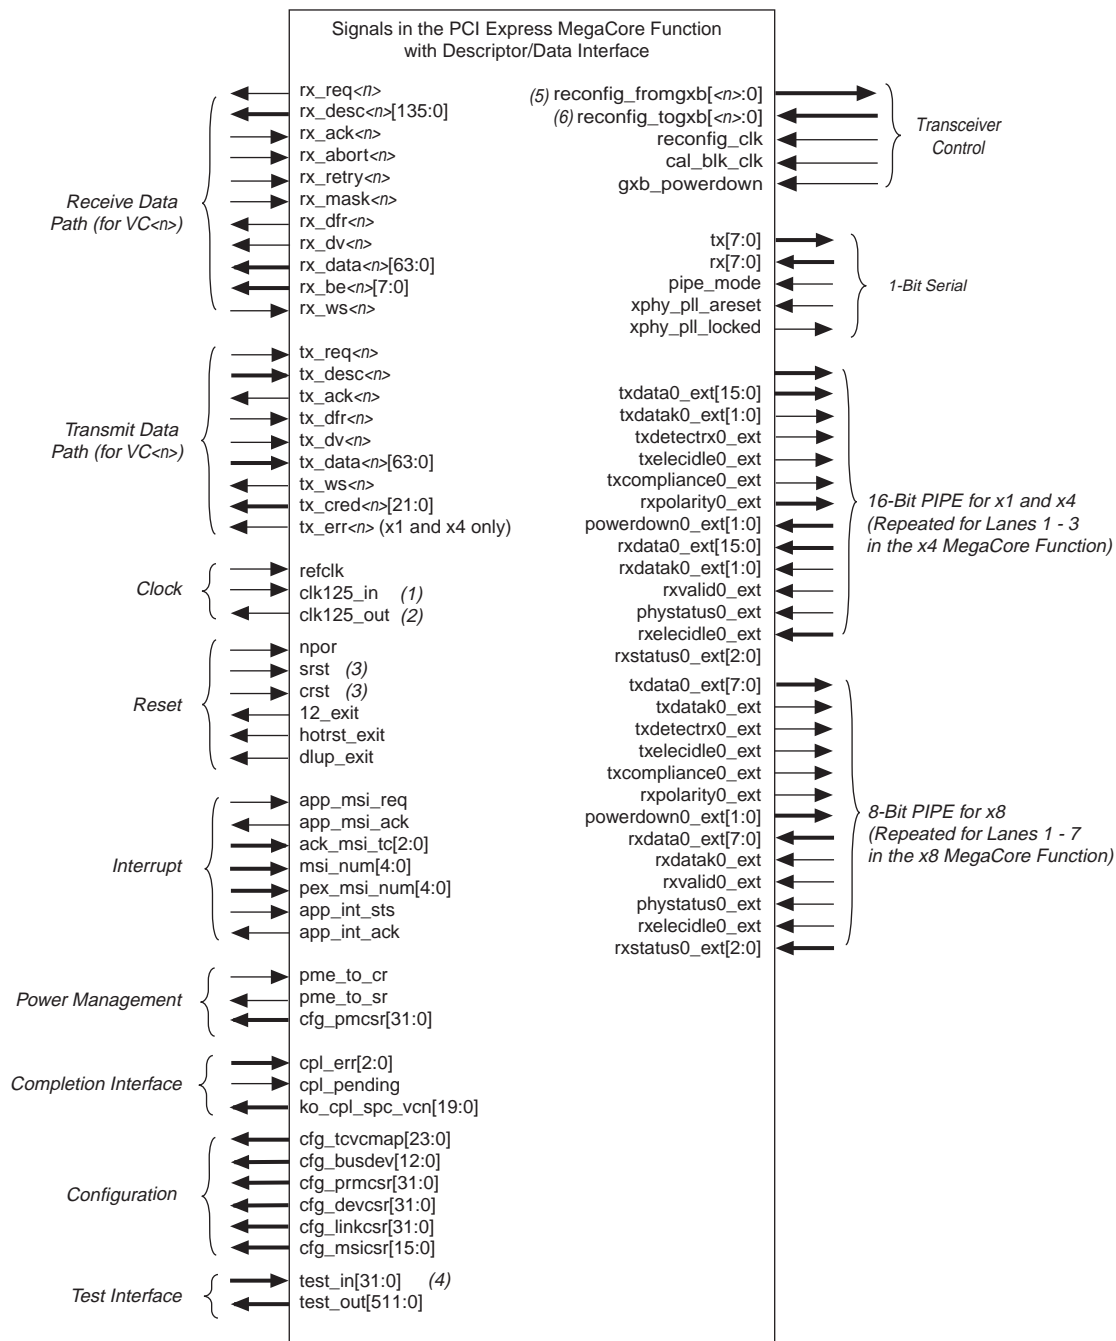 Signals in the PCI Express MegaCore Function
with Descriptor/Data Interface
Receive Data
Path (for VC<n>)
rx_req<n>
rx_desc<n>[135:0]
rx_ack<n>
rx_abort<n>
rx_retry<n>
rx_mask<n>
rx_dfr<n>
rx_dv<n>
rx_data<n>[63:0]
rx_be<n>[7:0]
rx_ws<n>
Transmit Data
Path (for VC<n>)
tx_req<n>
tx_desc<n>
tx_ack<n>
tx_dfr<n>
tx_dv<n>
tx_data<n>[63:0]
tx_ws<n>
tx_cred<n>[21:0]
tx_err<n> (x1 and x4 only)
Clock
refclk
clk125_in (1)
clk125_out (2)
Reset
npor
srst (3)
crst (3)
12_exit
hotrst_exit
dlup_exit
Interrupt
app_msi_req
app_msi_ack
ack_msi_tc[2:0]
msi_num[4:0]
pex_msi_num[4:0]
app_int_sts
app_int_ack
Power Management
pme_to_cr
pme_to_sr
cfg_pmcsr[31:0]
Completion Interface
cpl_err[2:0]
cpl_pending
ko_cpl_spc_vcn[19:0]
Configuration
cfg_tcvcmap[23:0]
cfg_busdev[12:0]
cfg_prmcsr[31:0]
cfg_devcsr[31:0]
cfg_linkcsr[31:0]
cfg_msicsr[15:0]
Test Interface
test_in[31:0] (4)
test_out[511:0]
(5) reconfig_fromgxb[<n>:0]
(6) reconfig_togxb[<n>:0]
reconfig_clk
cal_blk_clk
gxb_powerdown
Transceiver
Control
tx[7:0]
rx[7:0]
pipe_mode
xphy_pll_areset
xphy_pll_locked
1-Bit Serial
txdata0_ext[15:0]
txdatak0_ext[1:0]
txdetectrx0_ext
txelecidle0_ext
txcompliance0_ext
rxpolarity0_ext
powerdown0_ext[1:0]
rxdata0_ext[15:0]
rxdatak0_ext[1:0]
rxvalid0_ext
phystatus0_ext
rxelecidle0_ext
rxstatus0_ext[2:0]
16-Bit PIPE for x1 and x4
(Repeated for Lanes 1 - 3
in the x4 MegaCore Function)
txdata0_ext[7:0]
txdatak0_ext
txdetectrx0_ext
txelecidle0_ext
txcompliance0_ext
rxpolarity0_ext
powerdown0_ext[1:0]
rxdata0_ext[7:0]
rxdatak0_ext
rxvalid0_ext
phystatus0_ext
rxelecidle0_ext
rxstatus0_ext[2:0]
8-Bit PIPE for x8
(Repeated for Lanes 1 - 7
in the x8 MegaCore Function)